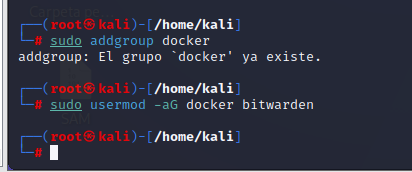 ┌──(root㉿kali)-[/home/kali]
└─# sudo addgroup docker
addgroup: El grupo `docker' ya existe.
┌──(root㉿kali)-[/home/kali]
└─# sudo usermod -aG docker bitwarden
┌──(root㉿kali)-[/home/kali]
└─#
SAM